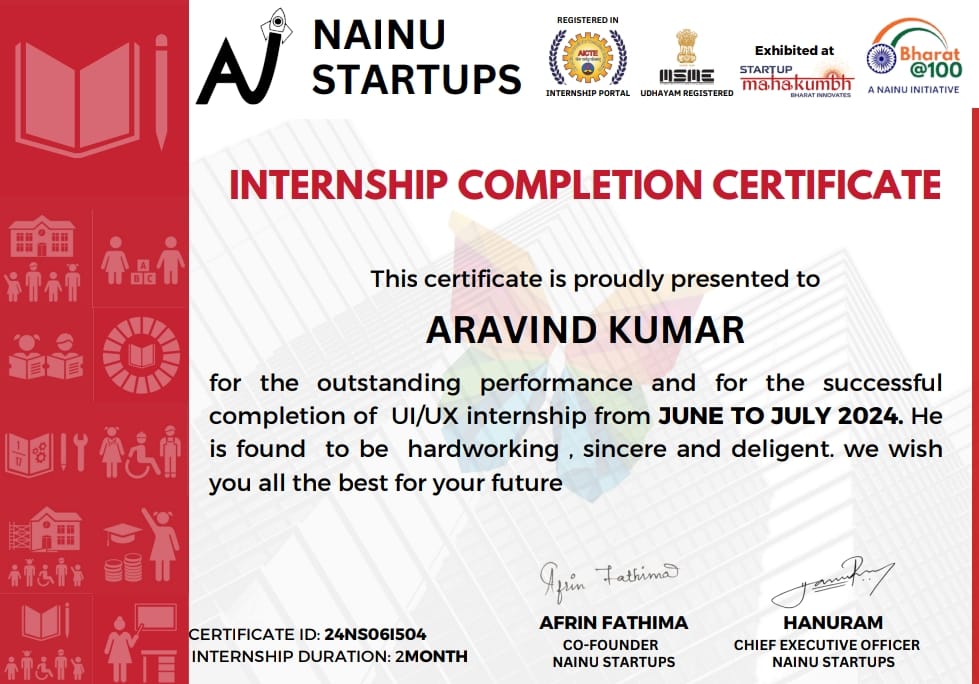 NAINU
STARTUPS
REGISTERED IN
AICTE
INTERNSHIP PORTAL
MSME
UDHAYAM REGISTERED
Exhibited at
STARTUP
mahakumbh
BHARAT INNOVATES
Bharat
@100
A NAINU INITIATIVE
INTERNSHIP COMPLETION CERTIFICATE
This certificate is proudly presented to
ARAVIND KUMAR
for the outstanding performance and for the successful
completion of UI/UX internship from JUNE TO JULY 2024. He
is found to be hardworking , sincere and deligent. we wish
you all the best for your future
A
B C
Afrin Fathima
AFRIN FATHIMA
CO-FOUNDER
NAINU STARTUPS
HANURAM
CHIEF EXECUTIVE OFFICER
NAINU STARTUPS
CERTIFICATE ID: 24NS06I504
INTERNSHIP DURATION: 2MONTH